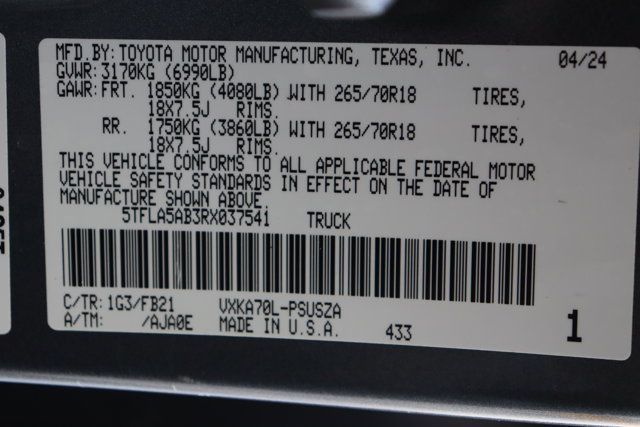 MFD.BY: TOYOTA MOTOR MANUFACTURING, TEXAS, INC. 04/24
GVWR: 3170KG (6990LB)
GAWR: FRT. 1850KG (4080LB) WITH 265/70R18 TIRES,
18X7.5J RIMS.
RR. 1750KG (3860LB) WITH 265/70R18 TIRES,
18X7.5J RIMS.
THIS VEHICLE CONFORMS TO ALL APPLICABLE FEDERAL MOTOR
VEHICLE SAFETY STANDARDS IN EFFECT ON THE DATE OF
MANUFACTURE SHOWN ABOVE.
5TFLA5AB3RX037541 TRUCK
C/TR: 1G3/FB21 VXKA70L-PSUSZA
A/TM: /AJA0E MADE IN U.S.A. 433 1